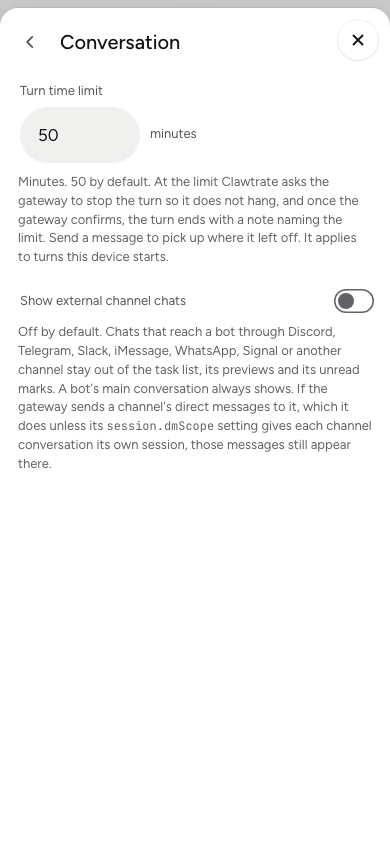 Conversation
Turn time limit
50
minutes
Minutes. 50 by default. At the limit Clawtrate asks the
gateway to stop the turn so it does not hang, and once the
gateway confirms, the turn ends with a note naming the
limit. Send a message to pick up where it left off. It applies
to turns this device starts.
Show external channel chats
Off by default. Chats that reach a bot through Discord,
Telegram, Slack, iMessage, WhatsApp, Signal or another
channel stay out of the task list, its previews and its unread
marks. A bot's main conversation always shows. If the
gateway sends a channel's direct messages to it, which it
does unless its session.dmScope setting gives each channel
conversation its own session, those messages still appear
there.